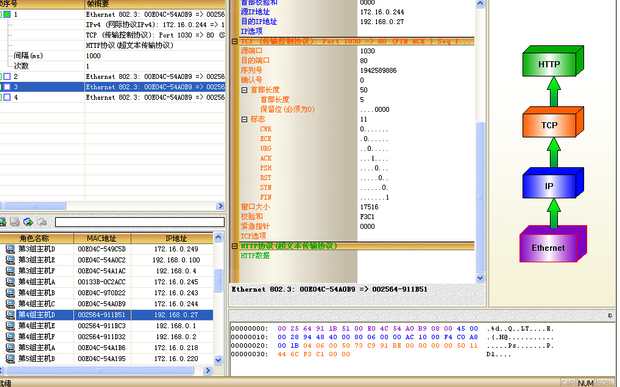 帧序号 帧摘要
1 Ethernet 802.3: 00E04C-54A0B9 => 00256
IPv4 (网际协议IPv4): 172.16.0.244 => 1
TCP (传输控制协议): Port 1030 => 80 (S
HTTP协议(超文本传输协议)
间隔(ms) 1000
次数 1
2 Ethernet 802.3: 00E04C-54A0B9 => 00256
3 Ethernet 802.3: 00E04C-54A0B9 => 00256
4 Ethernet 802.3: 00E04C-54A0B9 => 00256
角色名称 MAC地址 IP地址
第3组主机D 00E04C-549C5D 172.16.0.249
第3组主机E 00E04C-54A0C2 192.168.0.100
第3组主机F 00E04C-54A1AC 192.168.0.4
第4组主机A 00133B-0C2ACC 172.16.0.245
第4组主机B 00E04C-970D22 172.16.0.243
第4组主机C 00E04C-54A0B9 172.16.0.244
第4组主机D 002564-911B51 192.168.0.27
第4组主机E 002564-911BC3 192.168.0.1
第4组主机F 002564-911B32 192.168.0.2
第5组主机A 00E04C-54A1B6 172.16.0.218
第5组主机B 00E04C-54A195 172.16.0.220
就绪
首部校验和 0000
源IP地址 172.16.0.244
目的IP地址 192.168.0.27
IP选项
TCP (传输控制协议): Port 1030 => 80 (FIN ACK ) Seq 1
源端口 1030
目的端口 80
序列号 1942589886
确认号 0
首部长度 50
首部长度 5
保留位(必须为0) ....0000
标志 11
CWR 0.......
ECE .0......
URG ..0.....
ACK ...1....
PSH ....0...
RST .....0..
SYN ......0.
FIN .......1
窗口大小 17516
校验和 F3C1
紧急指针 0000
TCP选项
HTTP协议(超文本传输协议)
HTTP数据
Ethernet 802.3: 00E04C-54A0B9 => 002564-911B51
HTTP
TCP
IP
Ethernet
00000000: 00 25 64 91 1B 51 00 E0 4C 54 A0 B9 08 00 45 00 .%d..Q..LT....E.
00000010: 00 28 94 48 40 00 80 06 00 00 AC 10 00 F4 C0 A8 .(.H@...........
00000020: 00 1B 04 06 00 50 73 C9 91 BE 00 00 00 00 50 11 .....Ps.......P.
00000030: 44 6C F3 C1 00 00 Dl....
CAP NUM SCRL